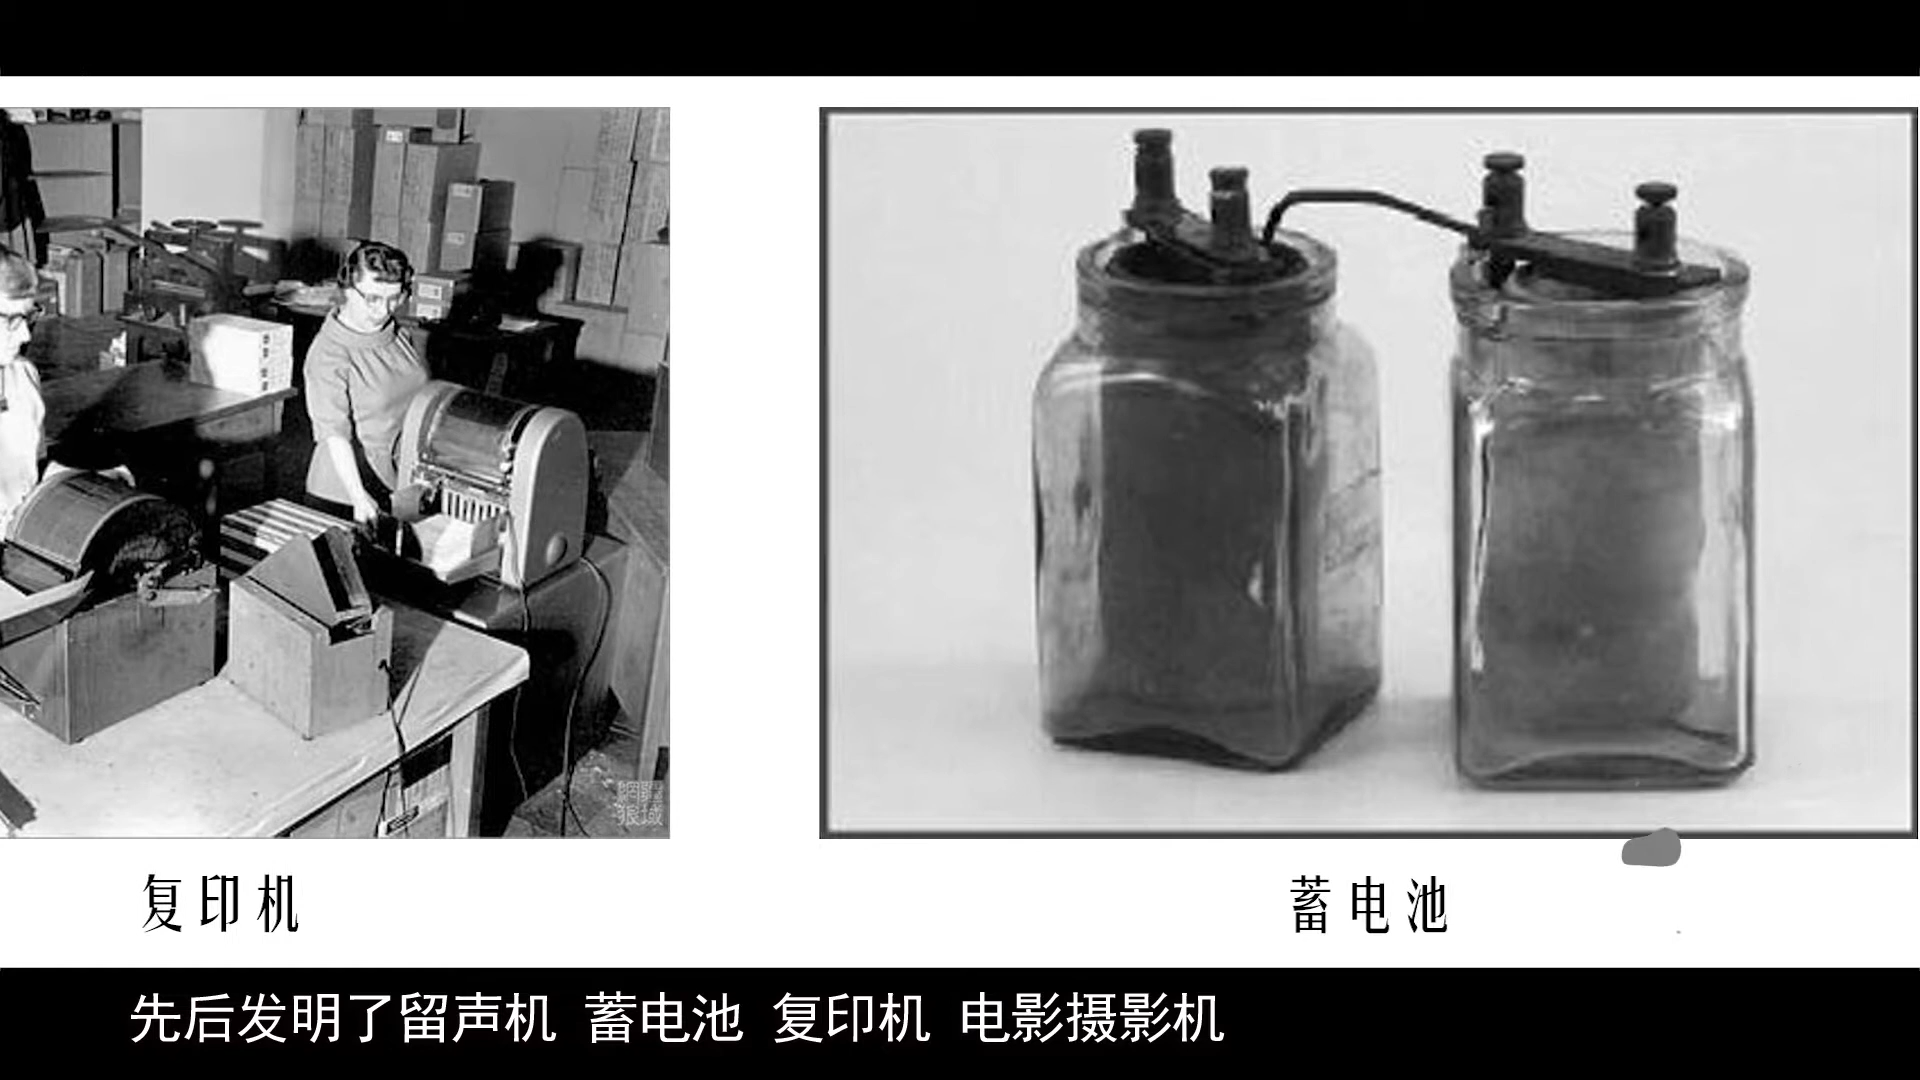 复印机
蓄电池
先后发明了留声机 蓄电池 复印机 电影摄影机